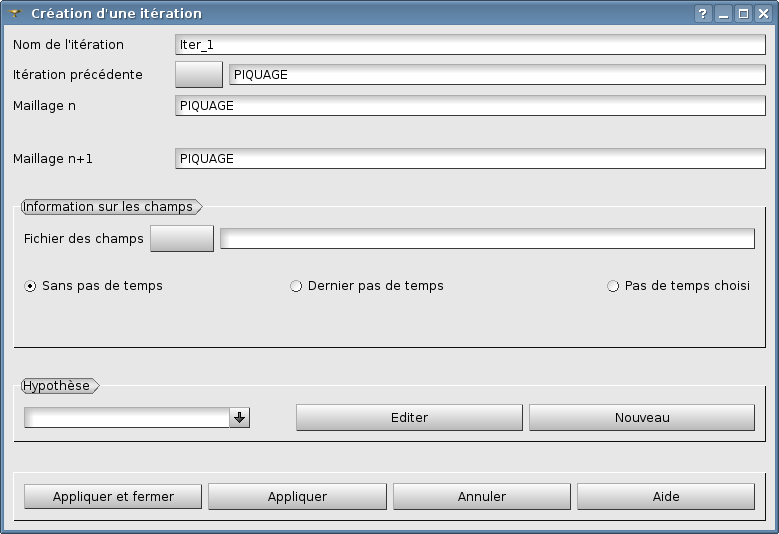 Création d'une itération
Nom de l'itération Iter_1
Itération précédente PIQUAGE
Maillage n PIQUAGE
Maillage n+1 PIQUAGE
Information sur les champs
Fichier des champs
Sans pas de temps Dernier pas de temps Pas de temps choisi
Hypothèse
Editer Nouveau
Appliquer et fermer Appliquer Annuler Aide